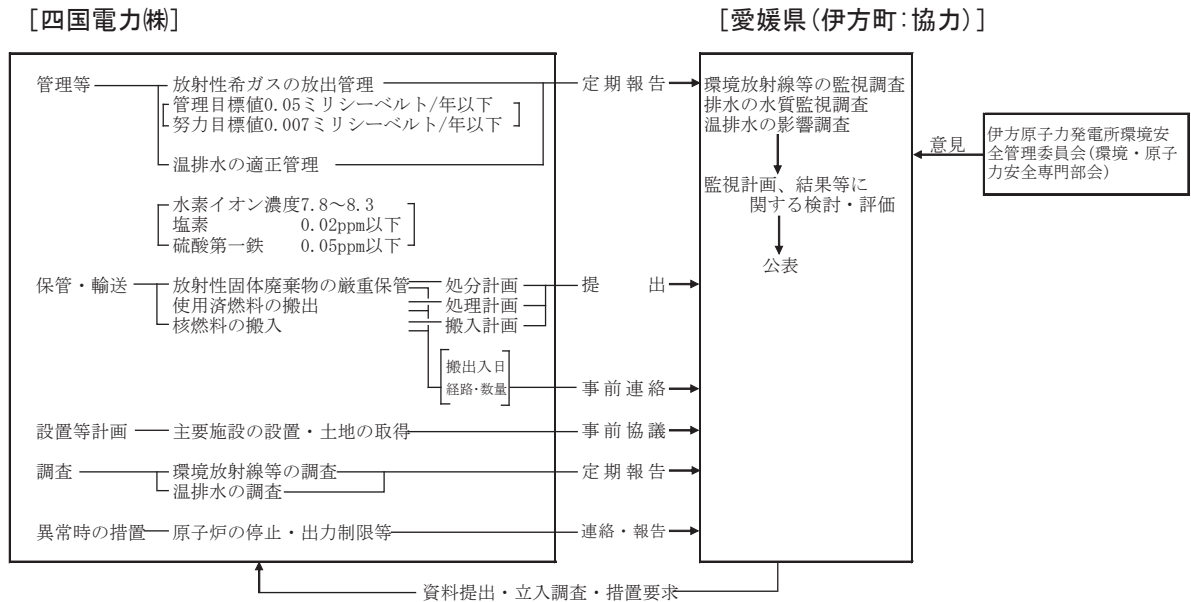 ［四国電力㈱］
［愛媛県（伊方町：協力）］
管理等
放射性希ガスの放出管理
管理目標値0.05ミリシーベルト/年以下
努力目標値0.007ミリシーベルト/年以下
温排水の適正管理
水素イオン濃度7.8～8.3
塩素 0.02ppm以下
硫酸第一鉄 0.05ppm以下
定期報告
保管・輸送
放射性固体廃棄物の厳重保管
処分計画
使用済燃料の搬出
処理計画
核燃料の搬入
搬入計画
提出
搬出入日
経路・数量
事前連絡
設置等計画
主要施設の設置・土地の取得
事前協議
調査
環境放射線等の調査
温排水の調査
定期報告
異常時の措置
原子炉の停止・出力制限等
連絡・報告
環境放射線等の監視調査
排水の水質監視調査
温排水の影響調査
監視計画、結果等に
関する検討・評価
公表
意見
伊方原子力発電所環境安
全管理委員会(環境・原子
力安全専門部会)
資料提出・立入調査・措置要求